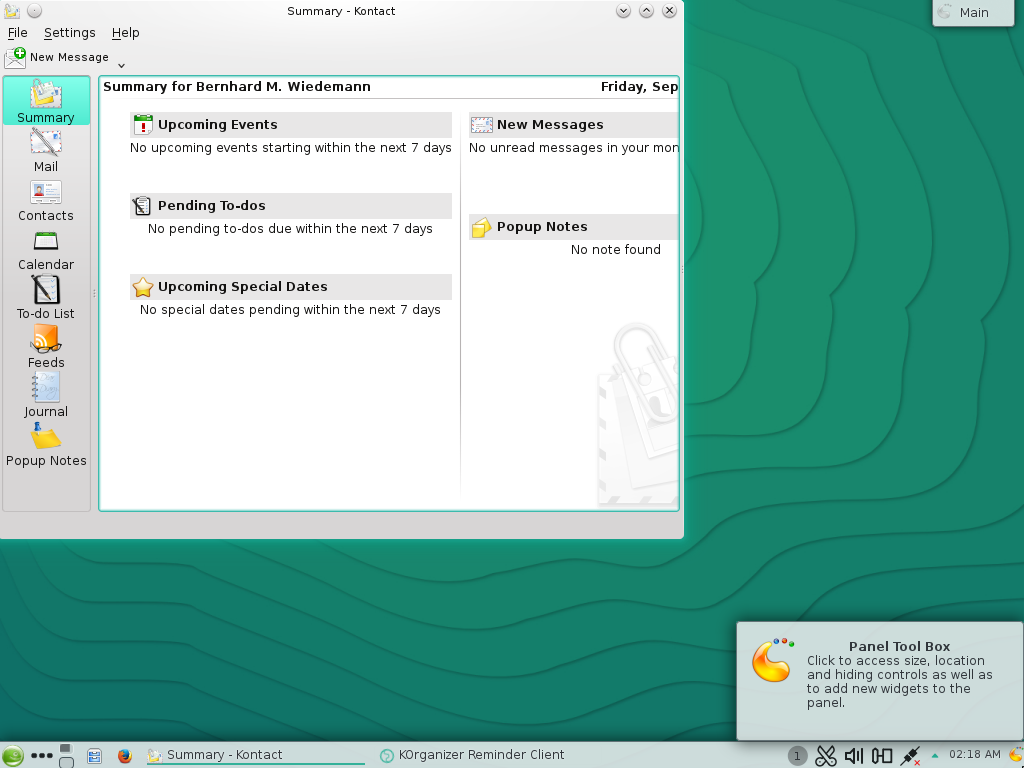 Summary - Kontact
Main
File Settings Help
New Message
Summary for Bernhard M. Wiedemann
Friday, Sep
Summary
Mail
Contacts
Calendar
To-do List
Feeds
Journal
Popup Notes
Upcoming Events
No upcoming events starting within the next 7 days
Pending To-dos
No pending to-dos due within the next 7 days
Upcoming Special Dates
No special dates pending within the next 7 days
New Messages
No unread messages in your mon
Popup Notes
No note found
Panel Tool Box
Click to access size, location
and hiding controls as well as
to add new widgets to the
panel.
Summary - Kontact
KOrganizer Reminder Client
1
02:18 AM